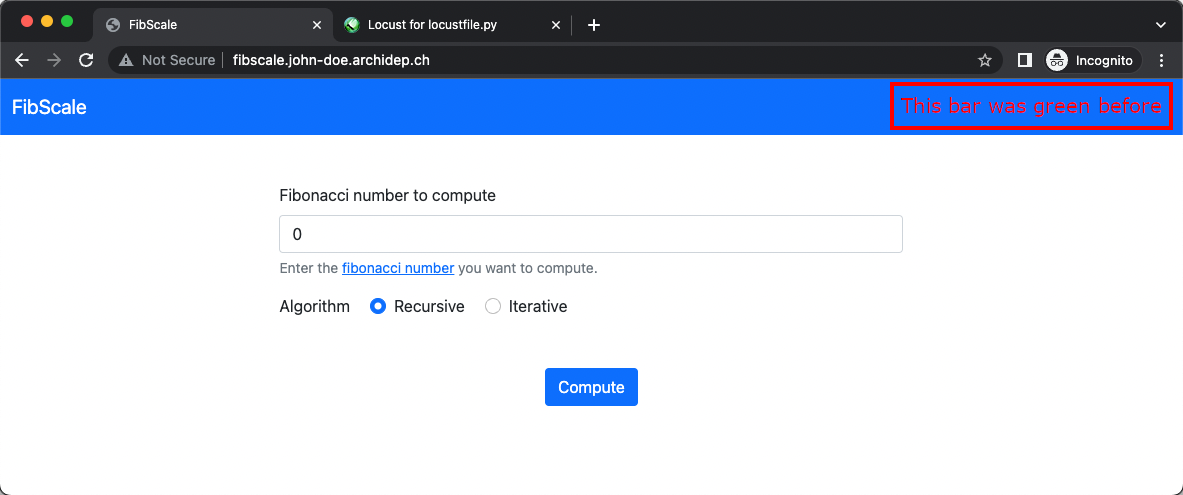 FibScale
Locust for locustfile.py
Not Secure fibscale.john-doe.archidep.ch
Incognito
FibScale
This bar was green before
Fibonacci number to compute
0
Enter the fibonacci number you want to compute.
Algorithm Recursive Iterative
Compute